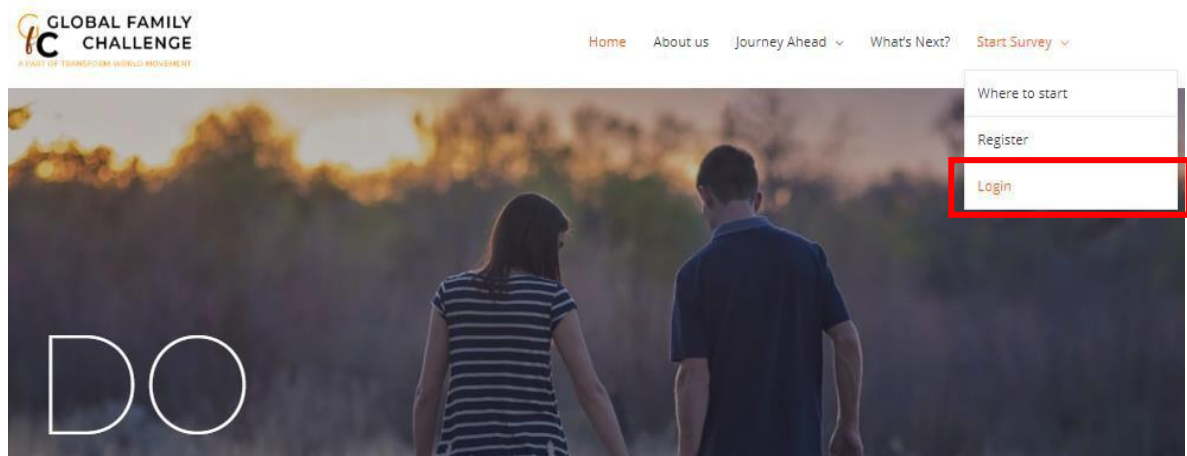 GLOBAL FAMILY
CHALLENGE
A PART OF TRANSFORM WORLD MOVEMENT
Home About us Journey Ahead What's Next? Start Survey
Where to start
Register
Login
DO